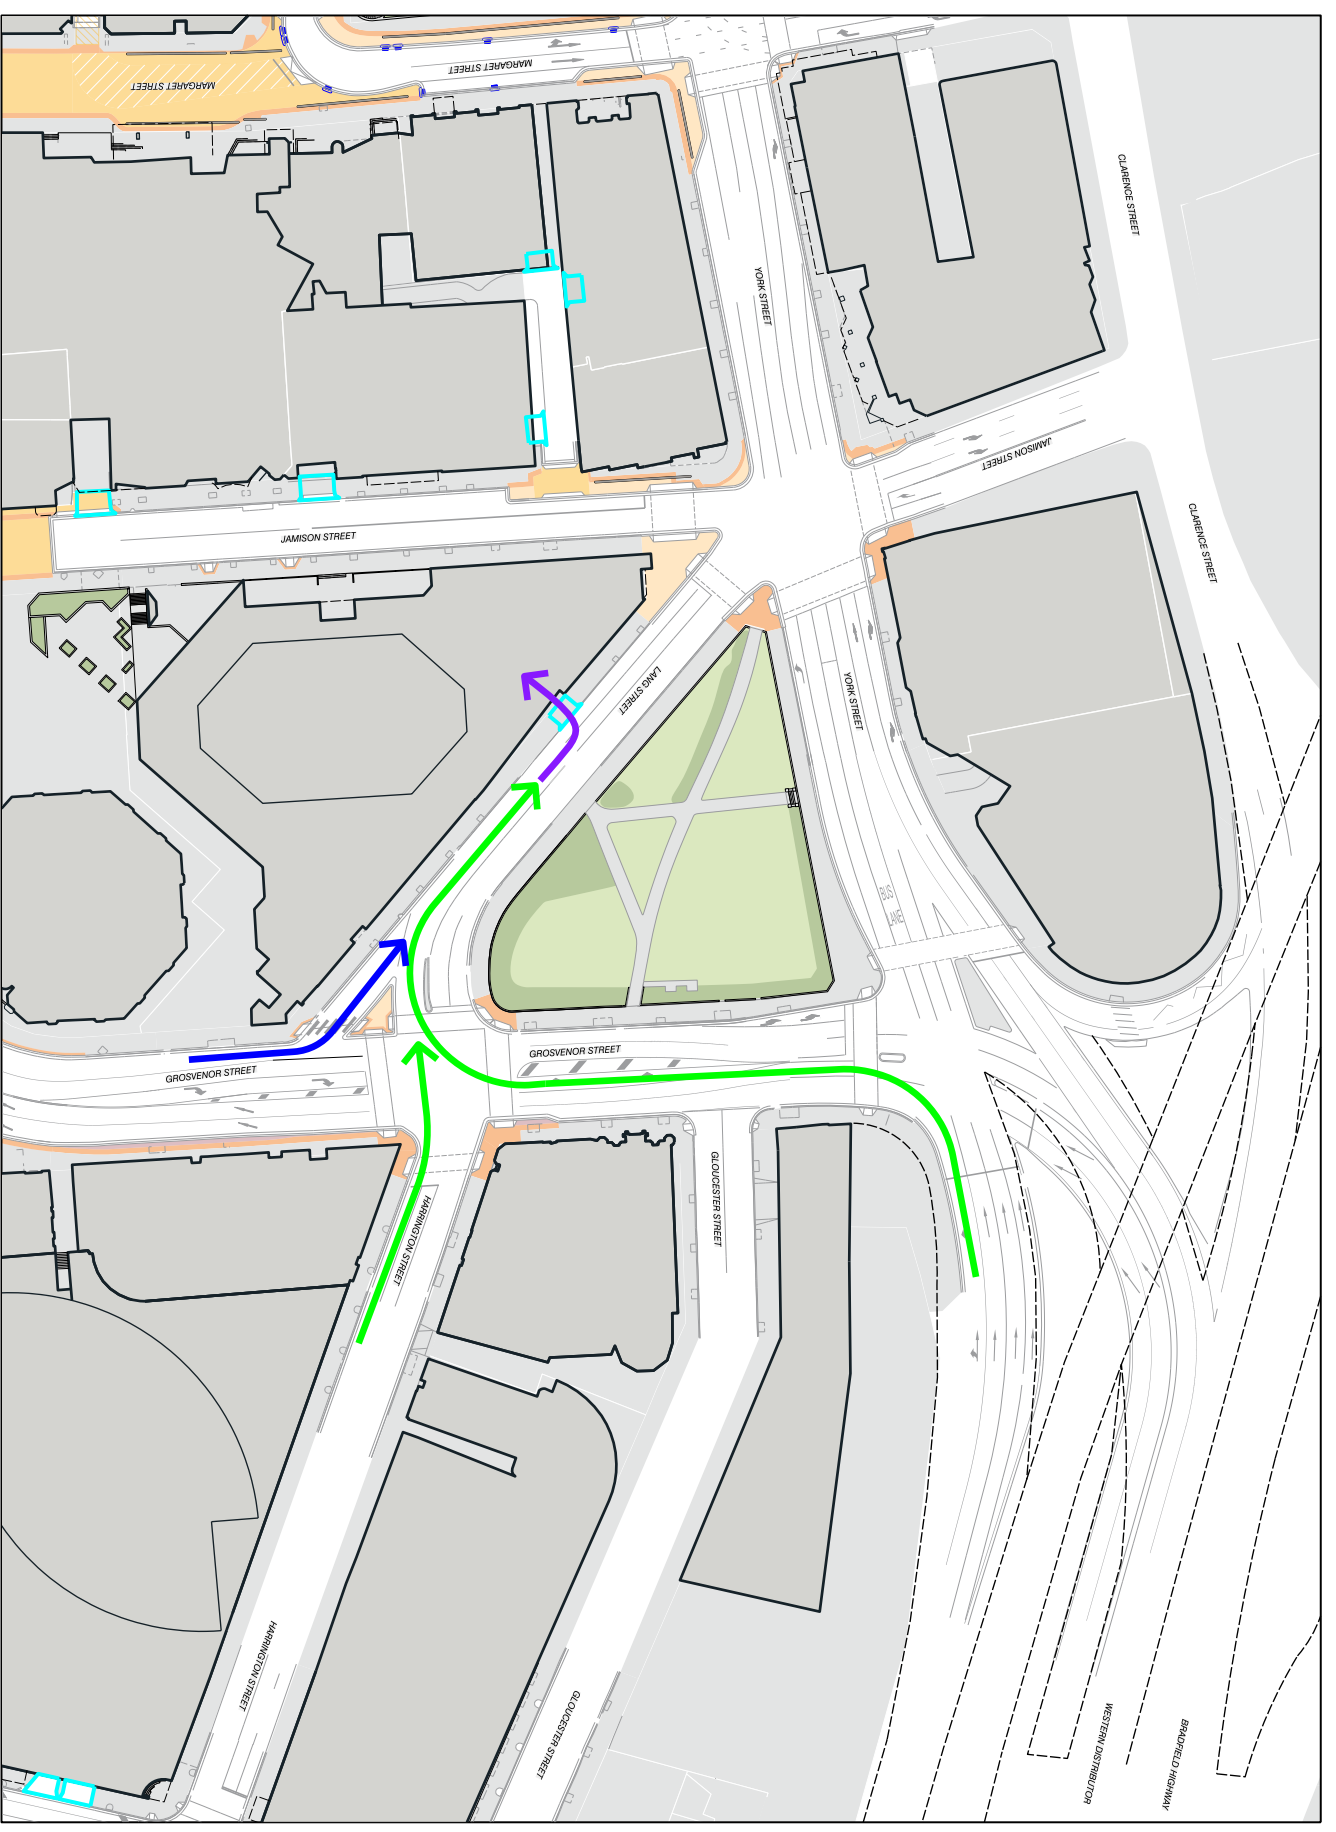 MARGARET STREET
MARGARET STREET
CLARENCE STREET
YORK STREET
JAMISON STREET
JAMISON STREET
CLARENCE STREET
LANG STREET
YORK STREET
BUS
LANE
GROSVENOR STREET
GROSVENOR STREET
GLOUCESTER STREET
HARRINGTON STREET
HARRINGTON STREET
GLOUCESTER STREET
WESTERN DISTRIBUTOR
BRADFIELD HIGHWAY